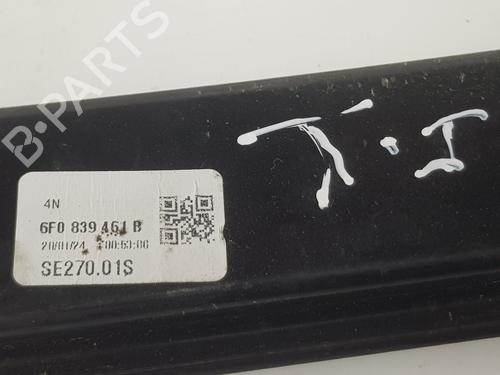 B-PARTS
T·I
4N
6F0 839 461 B
20/01/24 00:53:06
SE270.01S